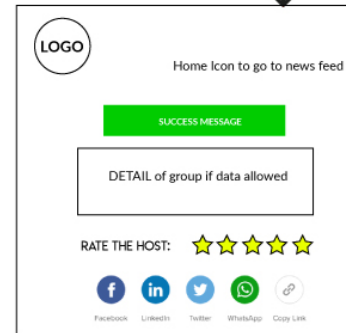 LOGO
Home Icon to go to news feed
SUCCESS MESSAGE
DETAIL of group if data allowed
RATE THE HOST:
Facebook LinkedIn Twitter WhatsApp Copy Link